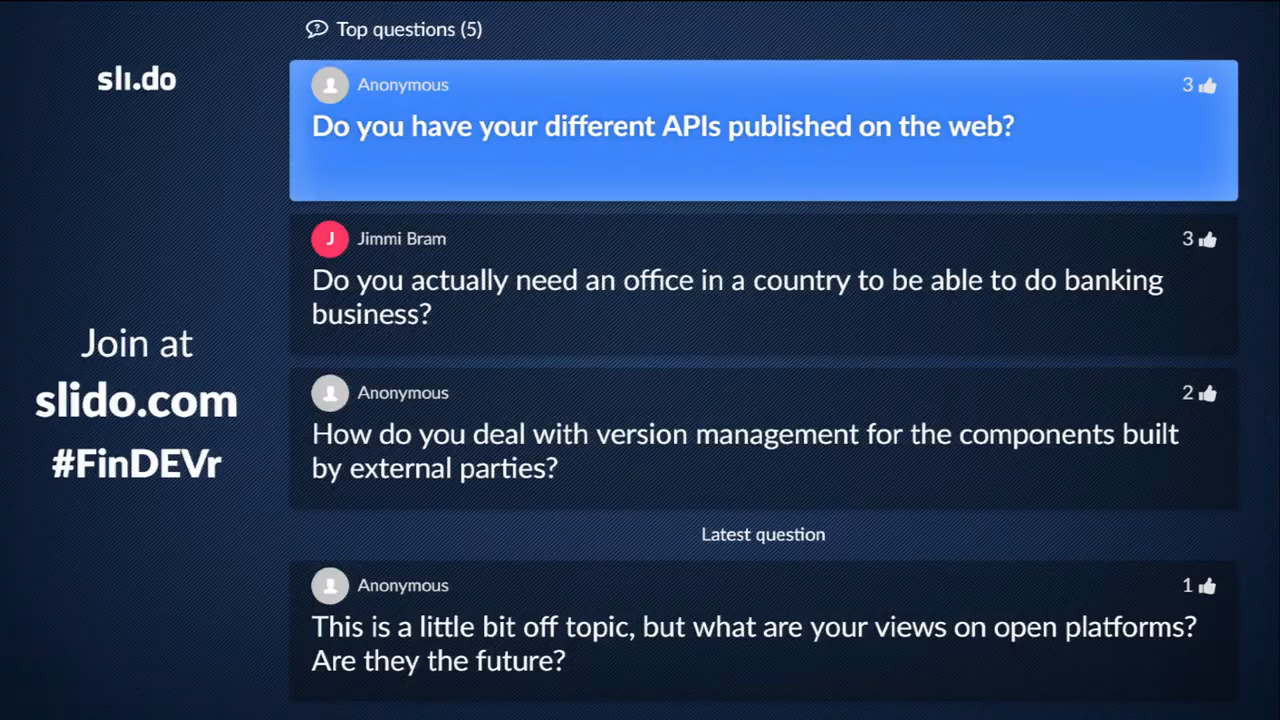 Top questions (5)
sli.do
Anonymous
3
Do you have your different APIs published on the web?
J
Jimmi Bram
3
Do you actually need an office in a country to be able to do banking
business?
Join at
slido.com
#FinDEVr
Anonymous
2
How do you deal with version management for the components built
by external parties?
Latest question
Anonymous
1
This is a little bit off topic, but what are your views on open platforms?
Are they the future?